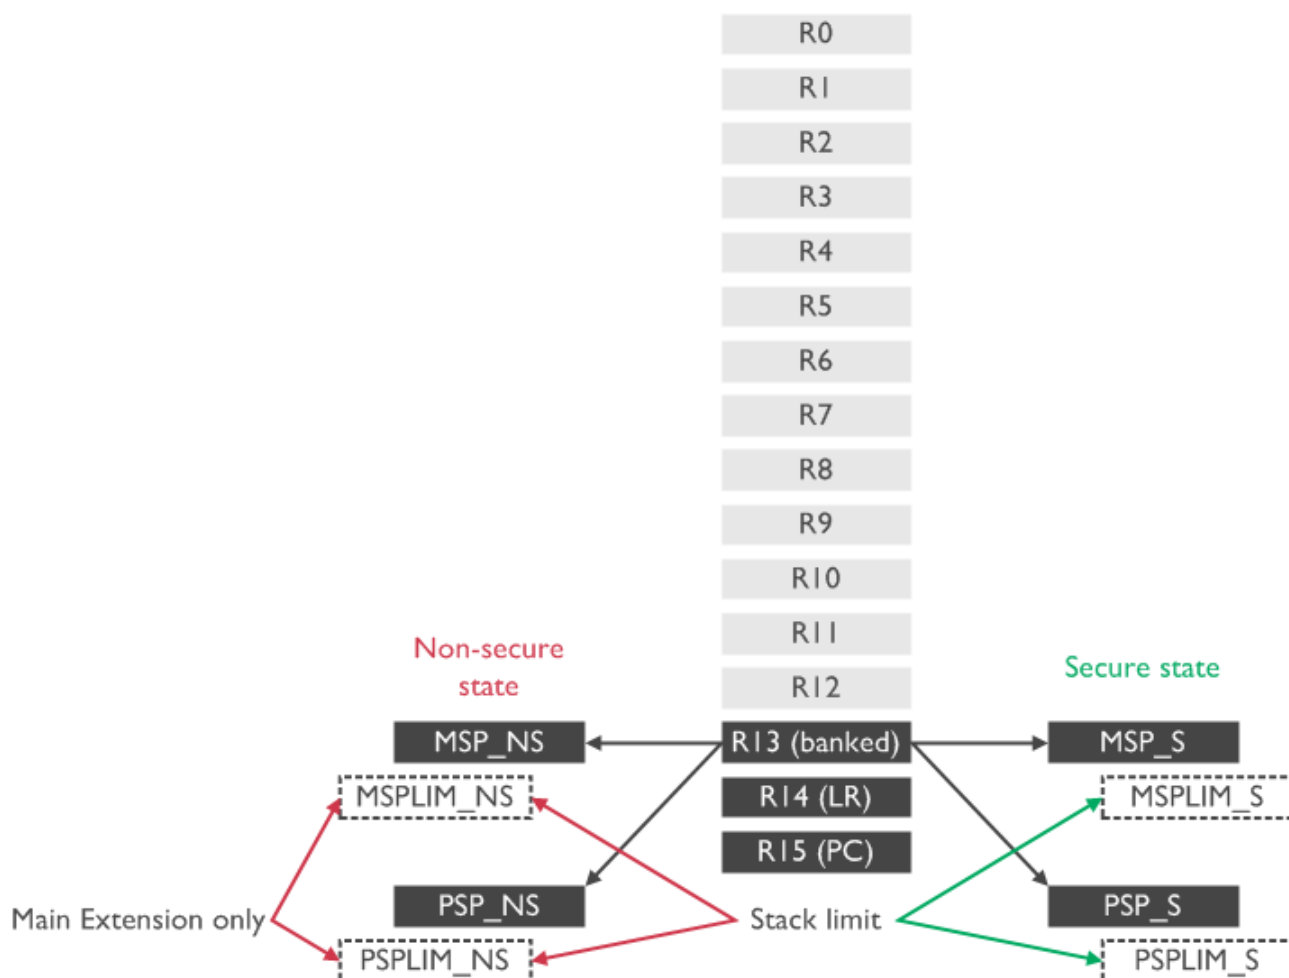 R0
R1
R2
R3
R4
R5
R6
R7
R8
R9
R10
R11
R12
Non-secure
state
Secure state
MSP_NS
R13 (banked)
MSP_S
MSPLIM_NS
R14 (LR)
MSPLIM_S
R15 (PC)
PSP_NS
PSP_S
Main Extension only
Stack limit
PSPLIM_NS
PSPLIM_S